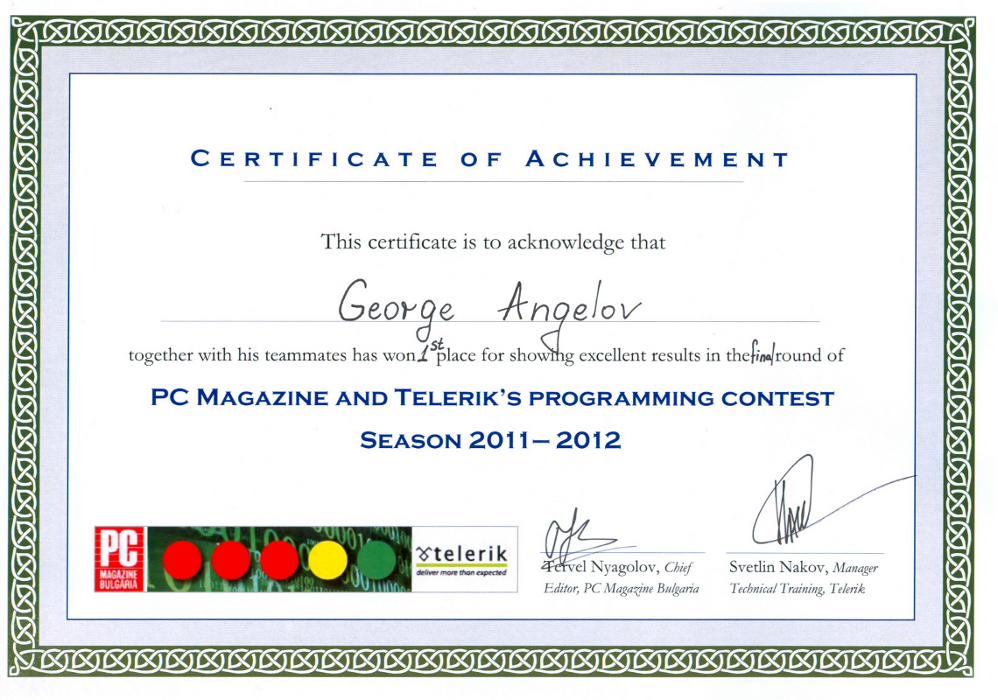 CERTIFICATE OF ACHIEVEMENT
This certificate is to acknowledge that
George Angelov
together with his teammates has won 1st place for showing excellent results in the final round of
PC MAGAZINE AND TELERIK'S PROGRAMMING CONTEST
SEASON 2011– 2012
PC
MAGAZINE
BULGARIA
telerik
deliver more than expected
Tervel Nyagolov, Chief
Editor, PC Magazine Bulgaria
Svetlin Nakov, Manager
Technical Training, Telerik